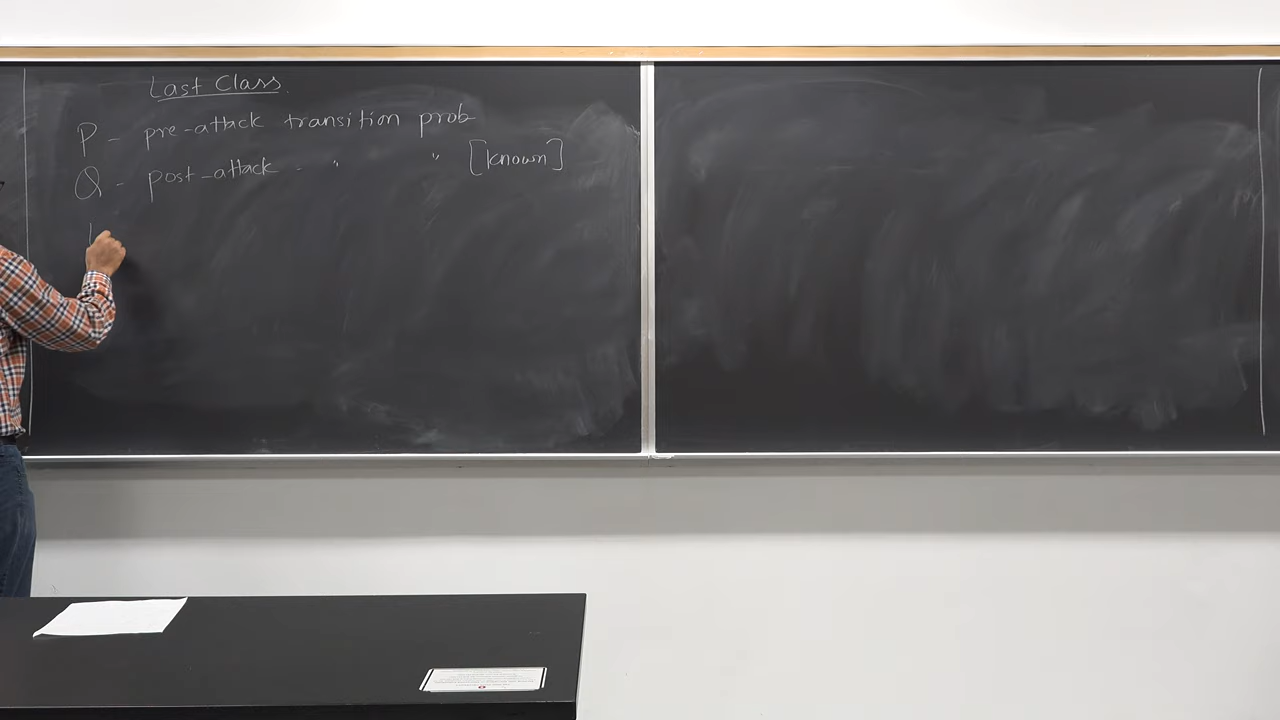 Last Class.
P - pre-attack transition prob
Q - post-attack - " " [known]